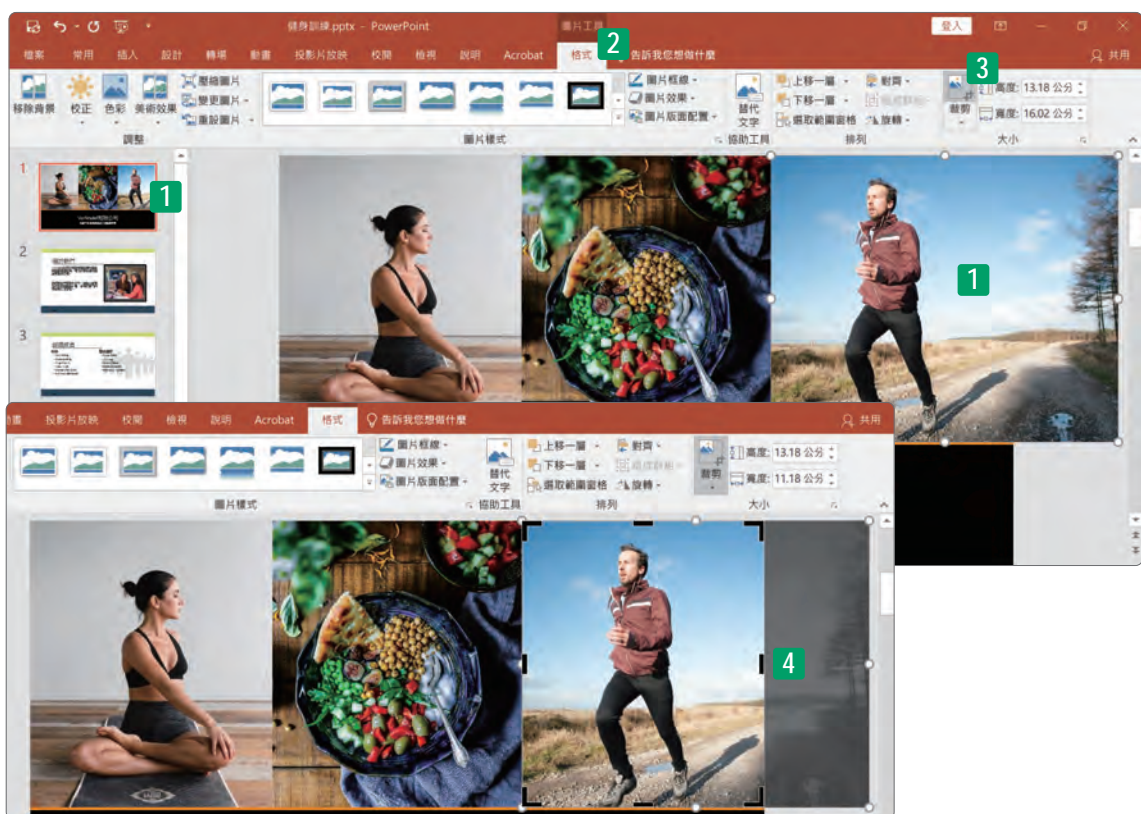 健身訓練.pptx - PowerPoint
圖片工具
登入
檔案 常用 插入 設計 轉場 動畫 投影片放映 校閱 檢視 說明 Acrobat 格式 2 告訴我您想做什麼 共用
移除背景 校正 色彩 美術效果
壓縮圖片
變更圖片
重設圖片
圖片框線
圖片效果
圖片版面配置
替代
文字
上移一層
下移一層
選取範圍窗格
對齊
旋轉
裁剪
3
高度: 13.18 公分
寬度: 16.02 公分
調整 圖片樣式 協助工具 排列 大小
1
1
2
3
1
動畫 投影片放映 校閱 檢視 說明 Acrobat 格式 告訴我您想做什麼 共用
圖片框線
圖片效果
圖片版面配置
替代
文字
上移一層
下移一層
選取範圍窗格
對齊
旋轉
裁剪
高度: 13.18 公分
寬度: 11.18 公分
圖片樣式 協助工具 排列 大小
4